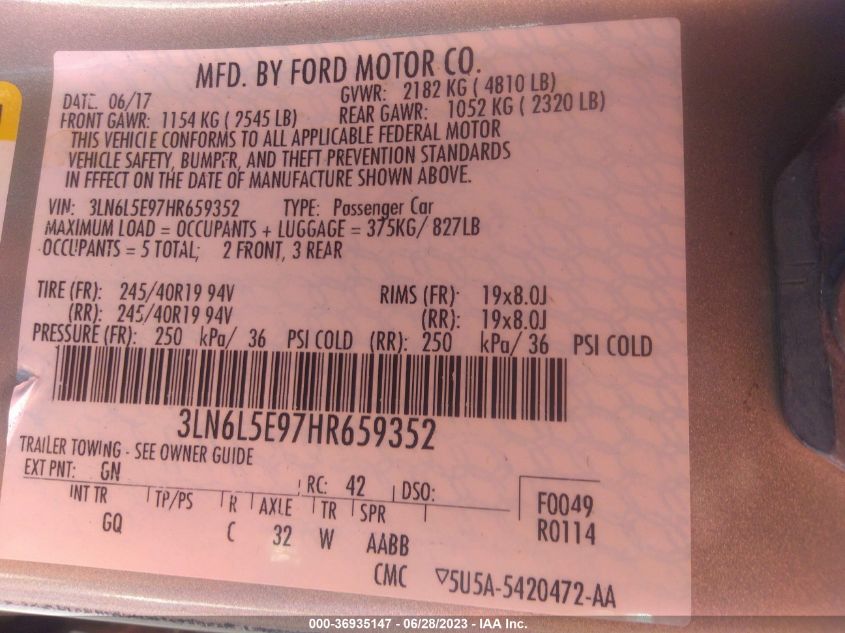 MFD. BY FORD MOTOR CO.
DATE. 06/17 GVWR: 2182 KG ( 4810 LB)
FRONT GAWR: 1154 KG ( 2545 LB) REAR GAWR: 1052 KG ( 2320 LB)
THIS VEHICLE CONFORMS TO ALL APPLICABLE FEDERAL MOTOR
VEHICLE SAFETY, BUMPER, AND THEFT PREVENTION STANDARDS
IN EFFECT ON THE DATE OF MANUFACTURE SHOWN ABOVE.
VIN: 3LN6L5E97HR659352 TYPE: Passenger Car
MAXIMUM LOAD = OCCUPANTS + LUGGAGE = 375KG/ 827LB
OCCUPANTS = 5 TOTAL; 2 FRONT, 3 REAR
TIRE (FR): 245/40R19 94V RIMS (FR): 19x8.0J
(RR): 245/40R19 94V (RR): 19x8.0J
PRESSURE (FR): 250 kPa/ 36 PSI COLD (RR): 250 kPa/ 36 PSI COLD
3LN6L5E97HR659352
TRAILER TOWING - SEE OWNER GUIDE
EXT PNT: GN RC: 42 DSO:
INT TR TP/PS R AXLE TR SPR F0049
GQ C 32 W AABB R0114
CMC ▽5U5A-5420472-AA
000-36935147 - 06/28/2023 - IAA Inc.